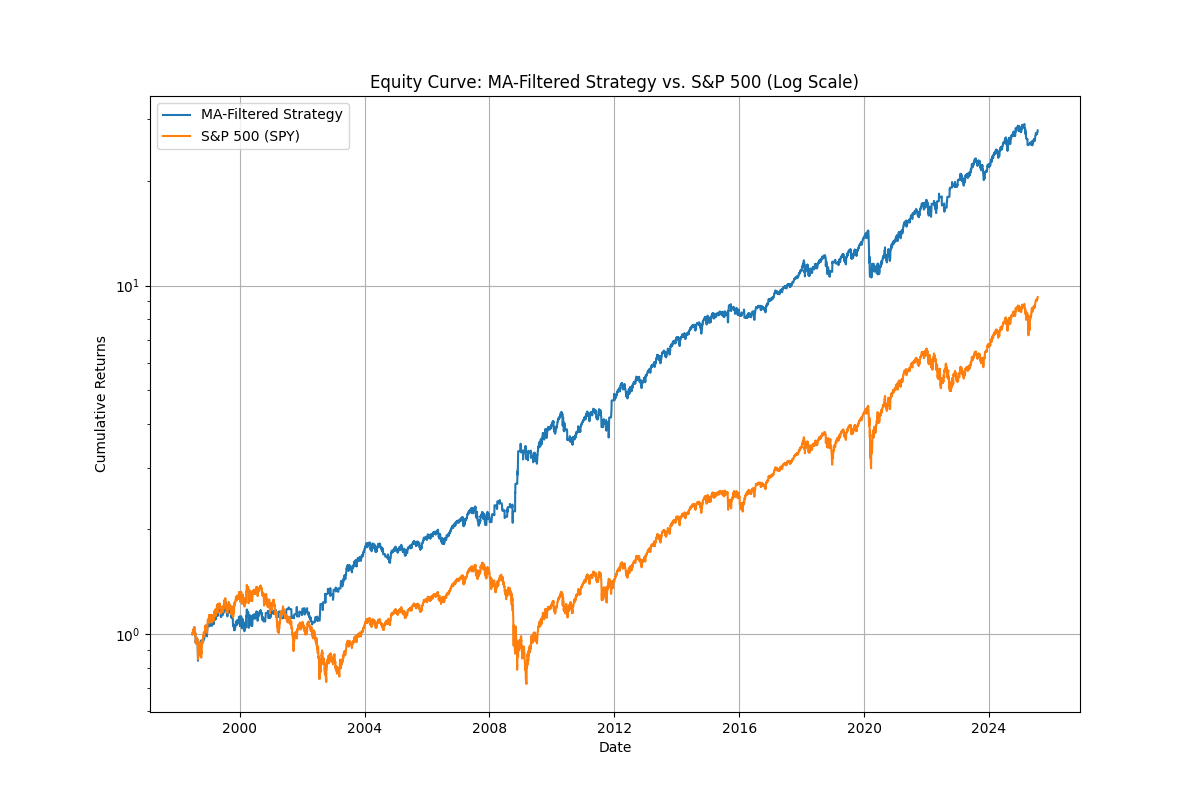 Equity Curve: MA-Filtered Strategy vs. S&P 500 (Log Scale)
MA-Filtered Strategy
S&P 500 (SPY)
Cumulative Returns
10¹
10⁰
2000 2004 2008 2012 2016 2020 2024
Date